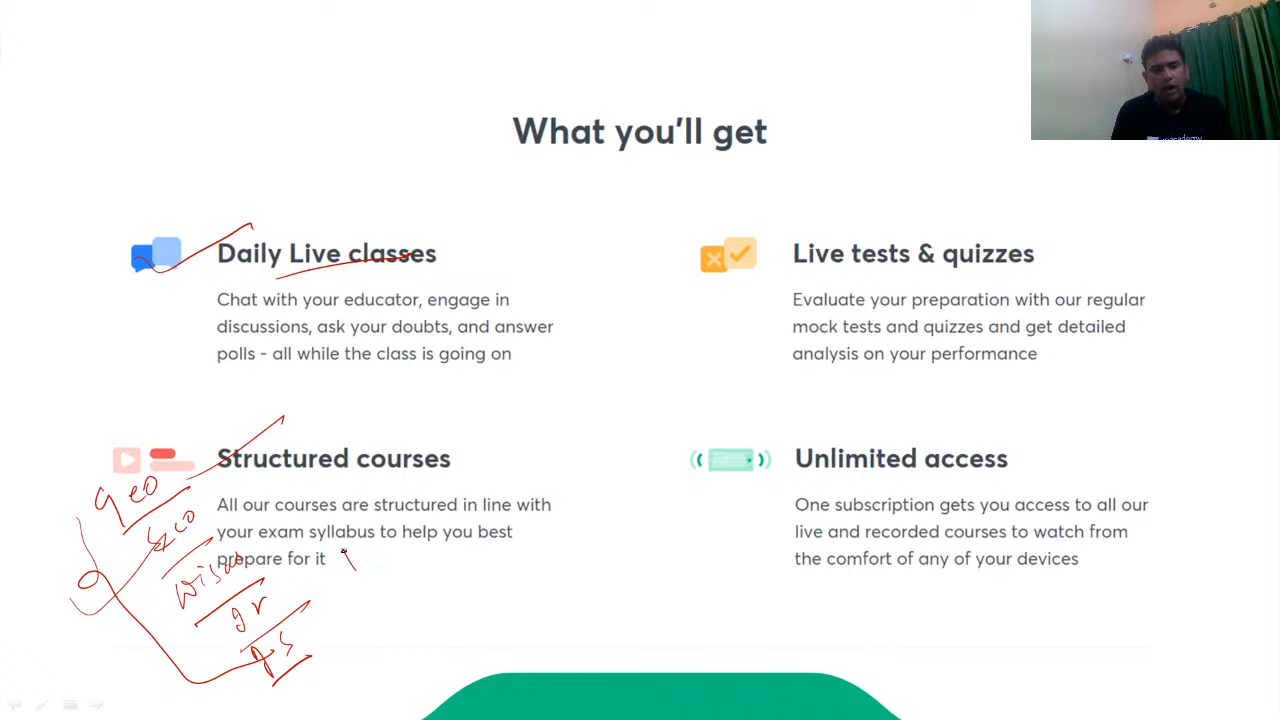 What you'll get
Daily Live classes
Chat with your educator, engage in
discussions, ask your doubts, and answer
polls - all while the class is going on
Live tests & quizzes
Evaluate your preparation with our regular
mock tests and quizzes and get detailed
analysis on your performance
Structured courses
All our courses are structured in line with
your exam syllabus to help you best
prepare for it
Unlimited access
One subscription gets you access to all our
live and recorded courses to watch from
the comfort of any of your devices
Geo